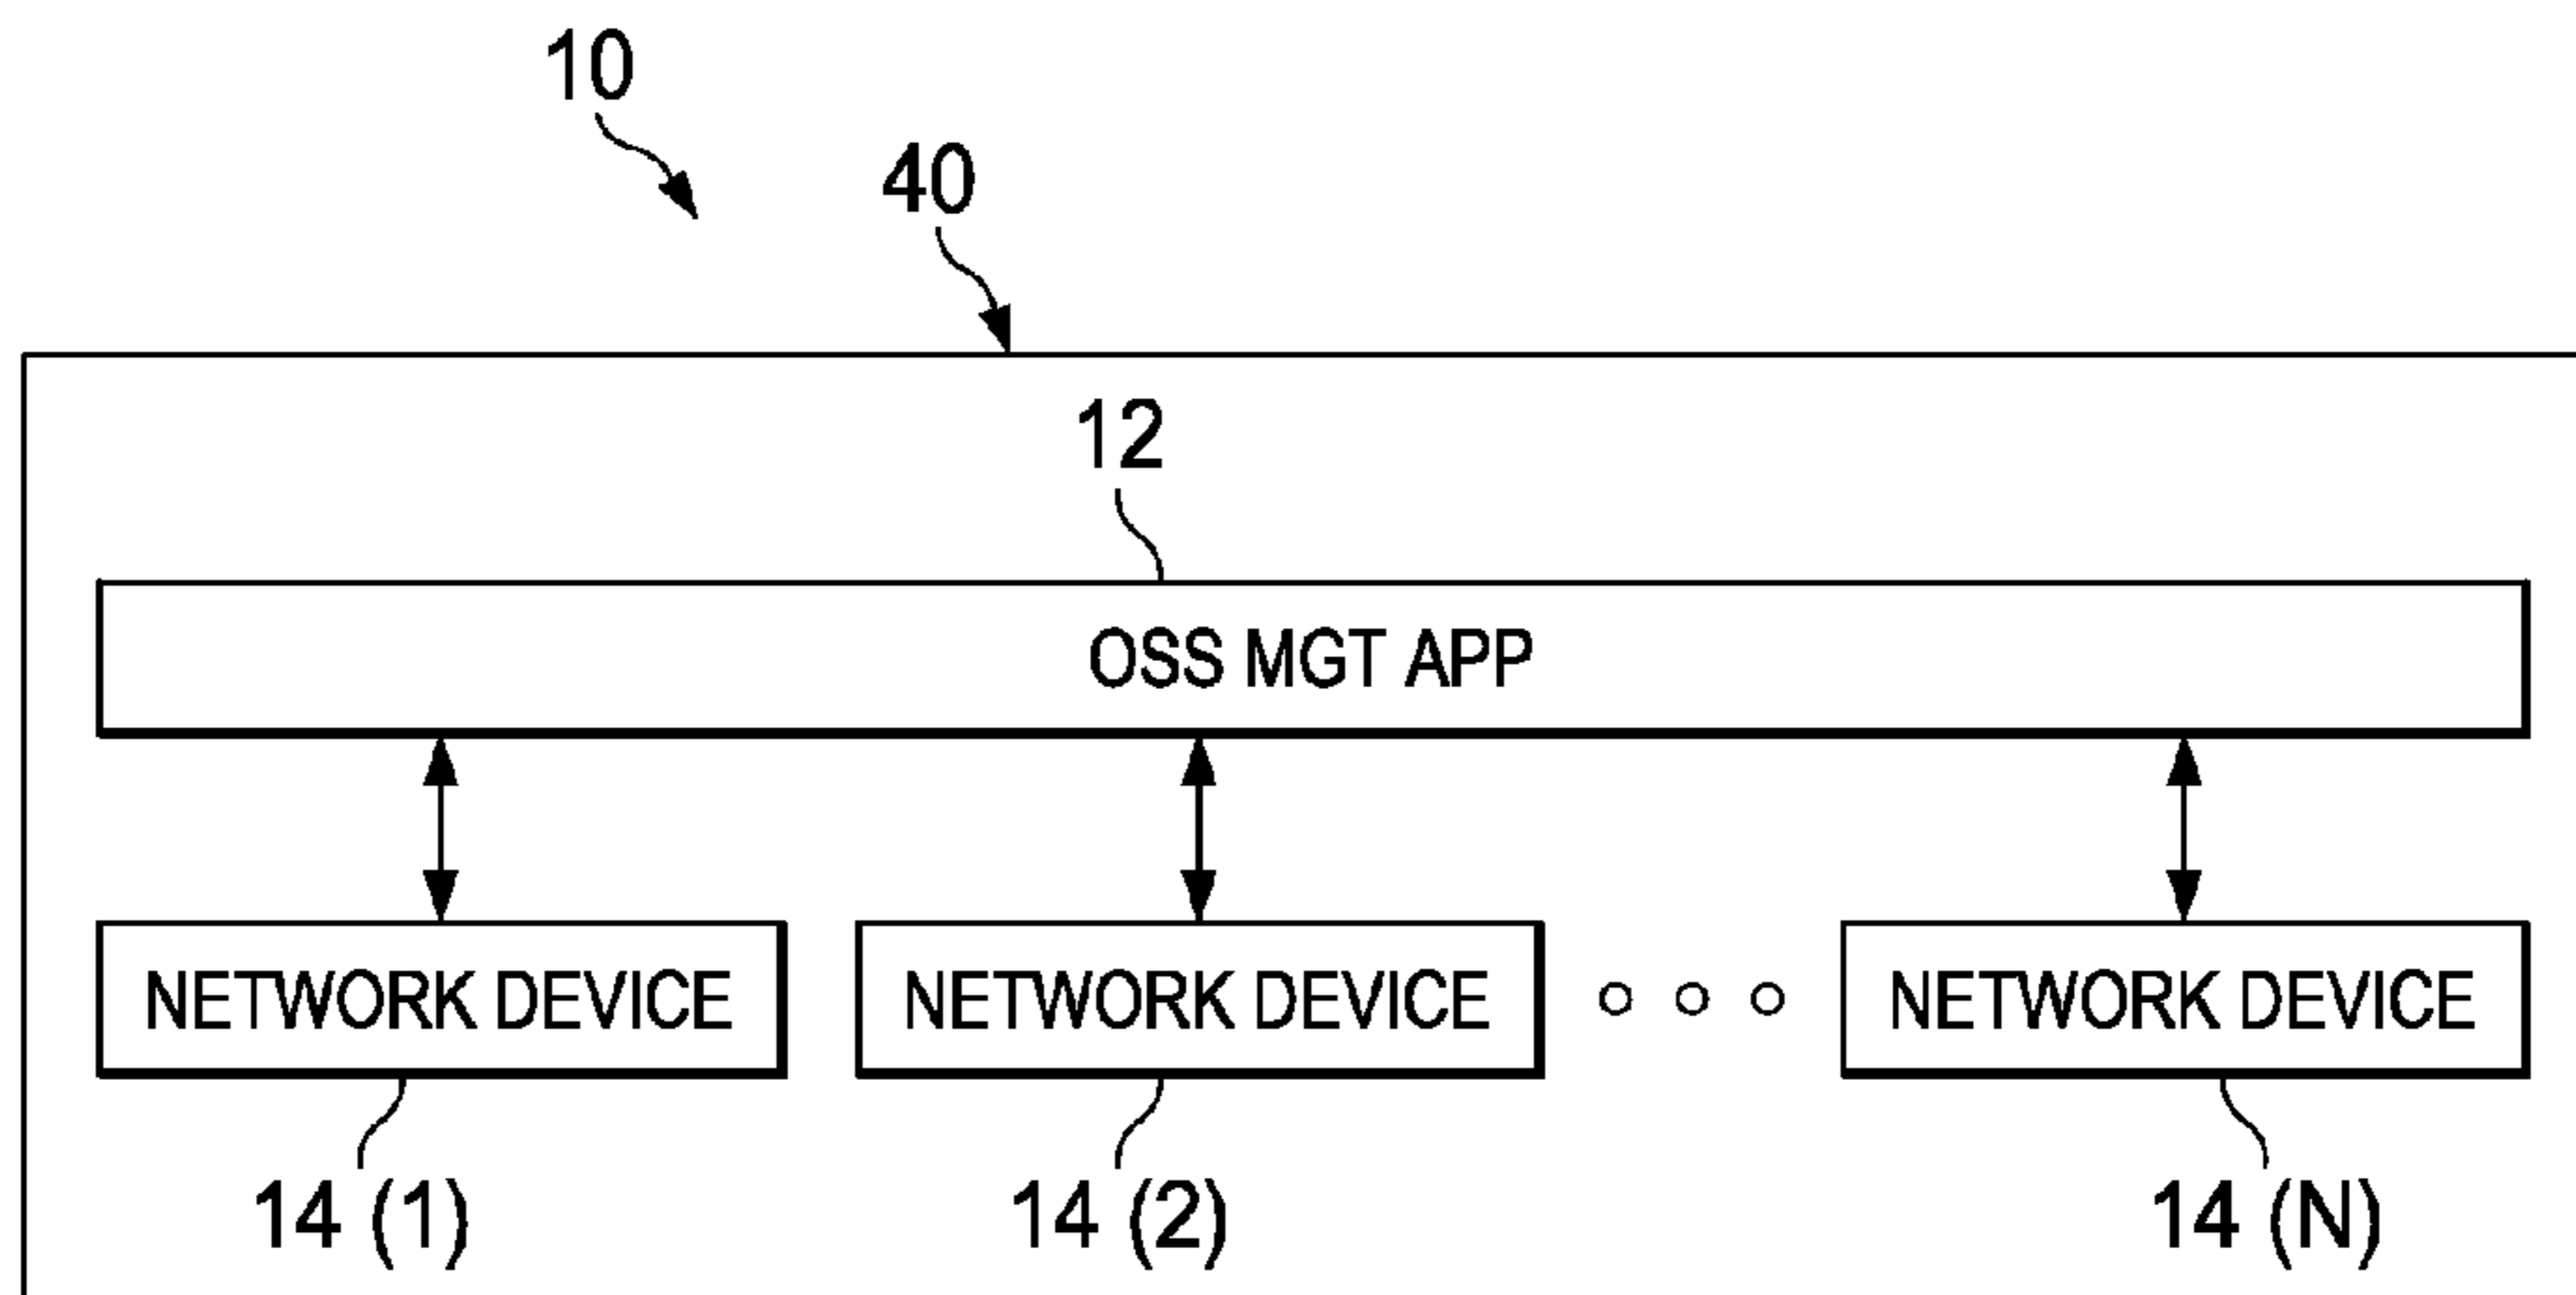 10
40
12
OSS MGT APP
NETWORK DEVICE NETWORK DEVICE NETWORK DEVICE
14 (1) 14 (2) 14 (N)